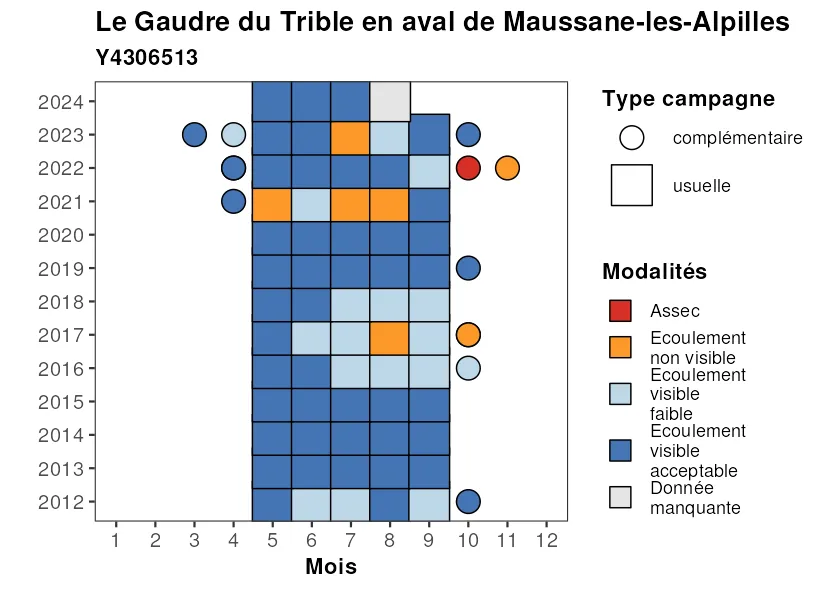 Le Gaudre du Trible en aval de Maussane-les-Alpilles
Y4306513
2024
2023
2022
2021
2020
2019
2018
2017
2016
2015
2014
2013
2012
1 2 3 4 5 6 7 8 9 10 11 12
Mois
Type campagne
complémentaire
usuelle
Modalités
Assec
Ecoulement
non visible
Ecoulement
visible
faible
Ecoulement
visible
acceptable
Donnée
manquante